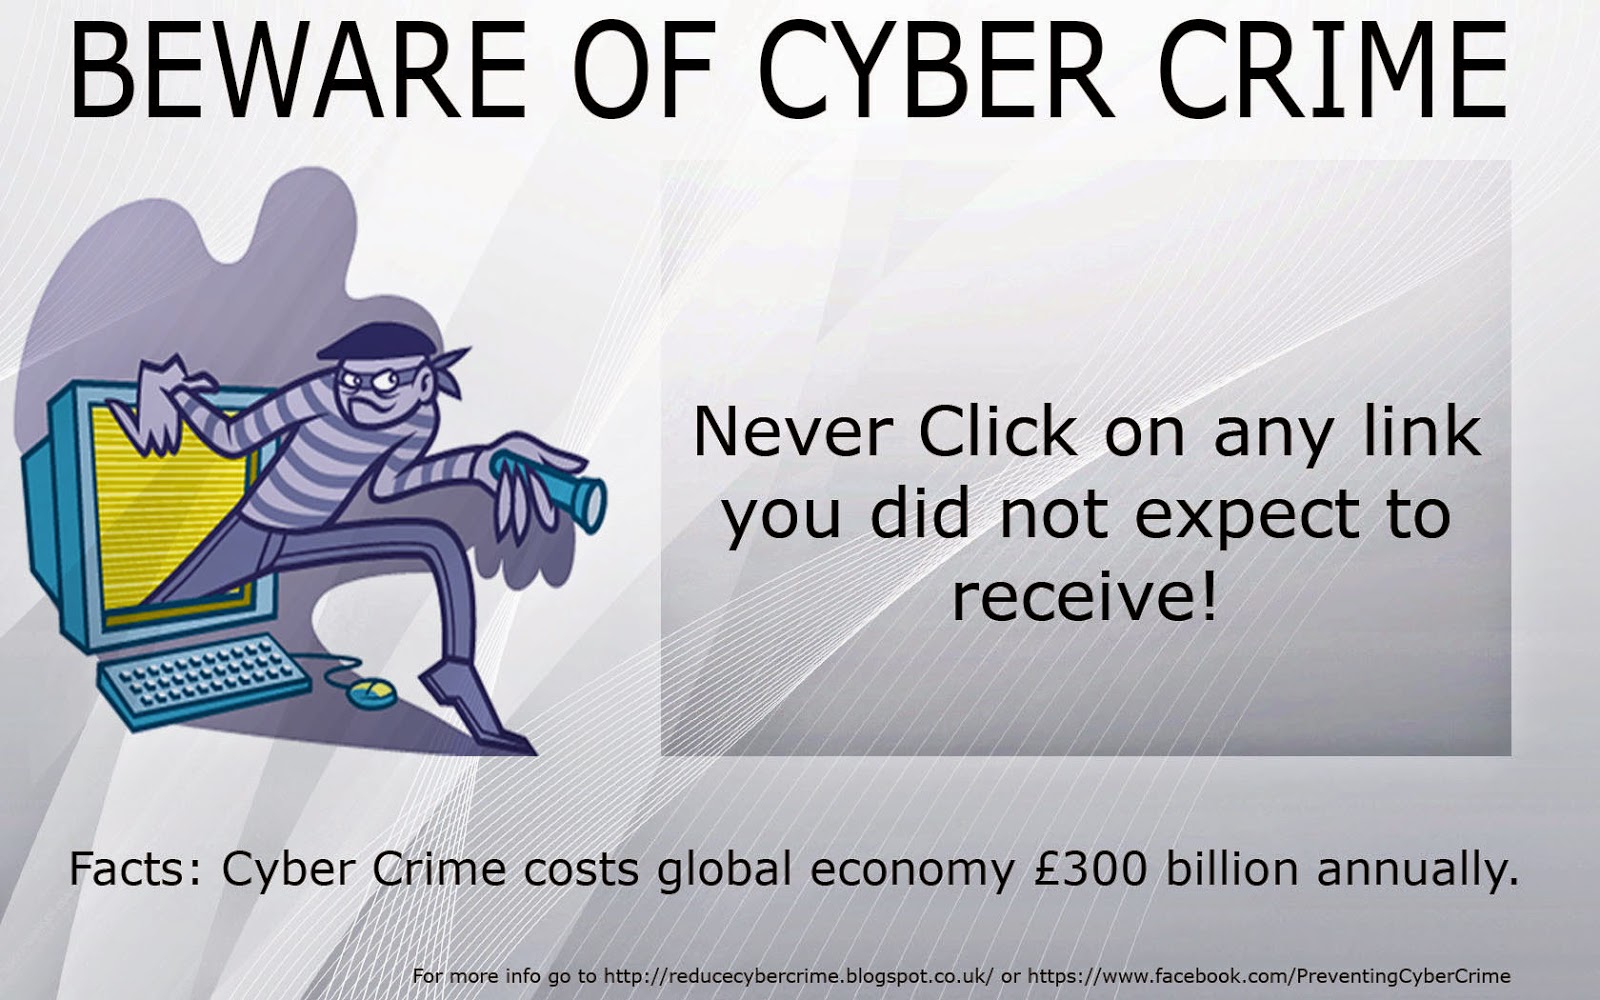 BEWARE OF CYBER CRIME
Never Click on any link
you did not expect to
receive!
Facts: Cyber Crime costs global economy £300 billion annually.
For more info go to http://reducecybercrime.blogspot.co.uk/ or https://www.facebook.com/PreventingCyberCrime